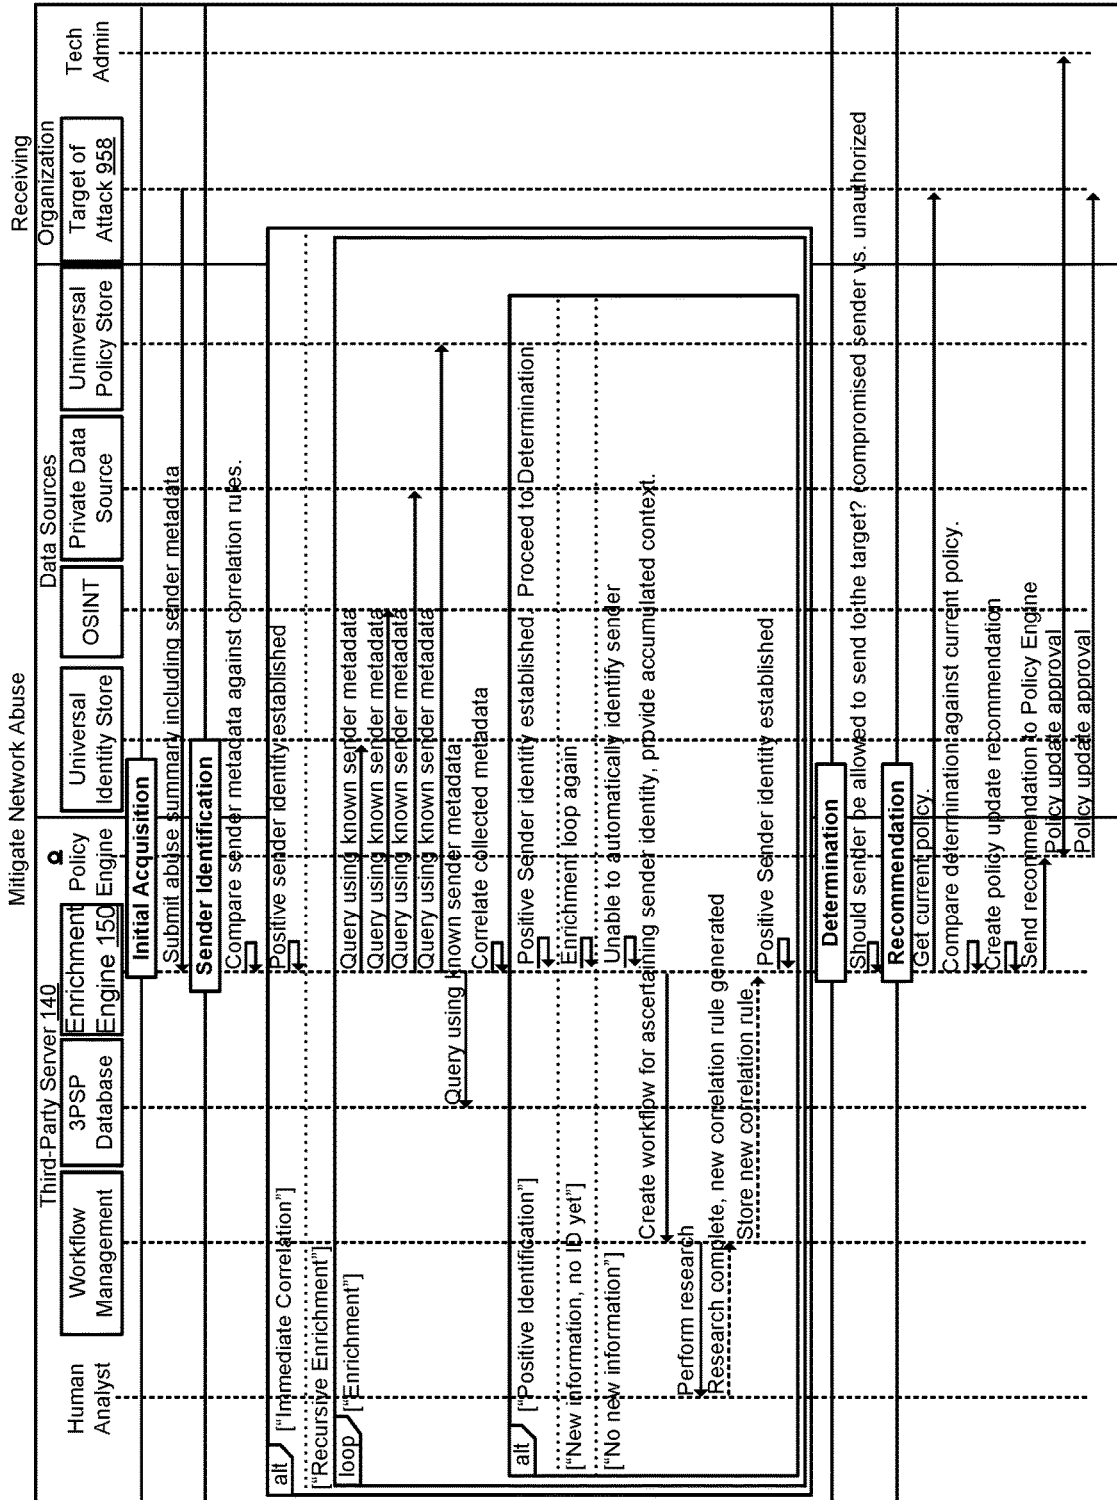 Mitigate Network Abuse
Third-Party Server 140
Data Sources
Receiving
Organization
Human
Analyst
Workflow
Management
3PSP
Database
Enrichment
Engine 150
Policy
Engine
Universal
Identity Store
OSINT
Private Data
Source
Uninversal
Policy Store
Target of
Attack 958
Tech
Admin
Initial Acquisition
Submit abuse summary including sender metadata
Sender Identification
Compare sender metadata against correlation rules.
alt
["Immediate Correlation"]
Positive sender identity established
["Recursive Enrichment"]
loop
["Enrichment"]
Query using known sender metadata
Query using known sender metadata
Query using known sender metadata
Query using known sender metadata
Query using known sender metadata
Correlate collected metadata
alt
["Positive Identification"]
Positive Sender identity established. Proceed to Determination
["New information, no ID yet"]
Enrichment loop again
["No new information"]
Unable to automatically identify sender
Create workflow for ascertaining sender identity, provide accumulated context.
Perform research
Research complete, new correlation rule generated
Store new correlation rule
Positive Sender identity established
Determination
Should sender be allowed to send to the target? (compromised sender vs. unauthorized
Recommendation
Get current policy.
Compare determination against current policy.
Create policy update recommendation
Send recommendation to Policy Engine
Policy update approval
Policy update approval